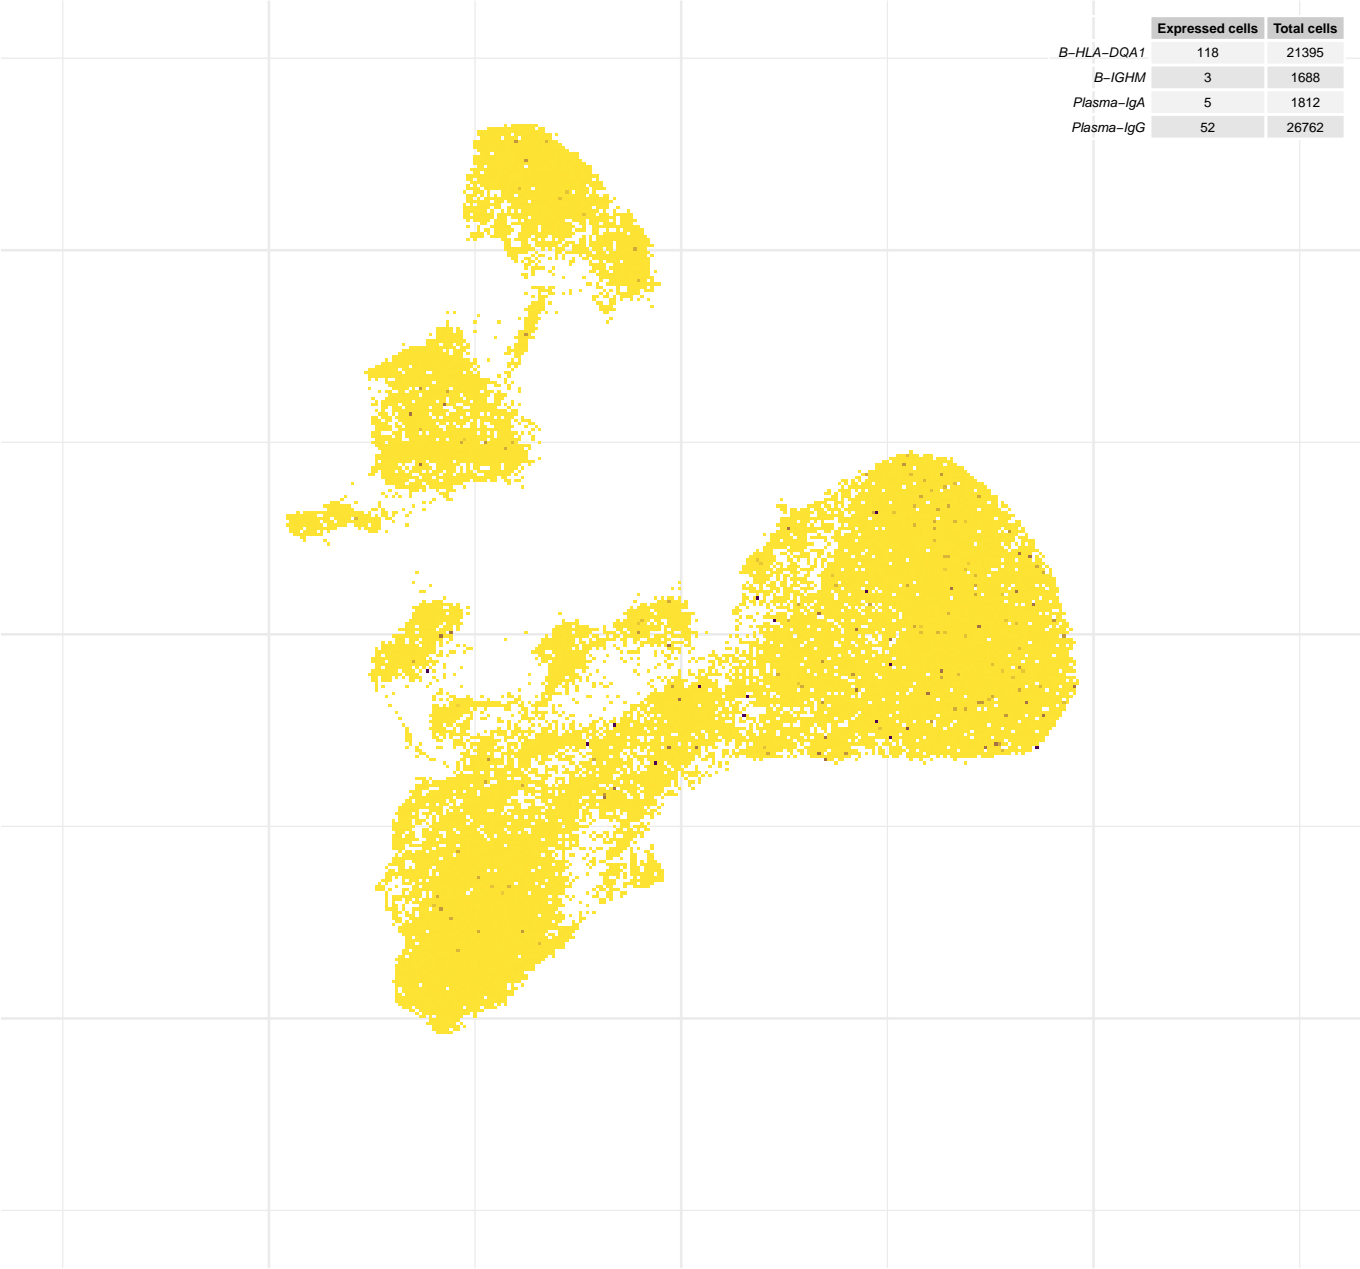 Expressed cells Total cells
B−HLA−DQA1 118 21395
B−IGHM 3 1688
Plasma−IgA 5 1812
Plasma−IgG 52 26762